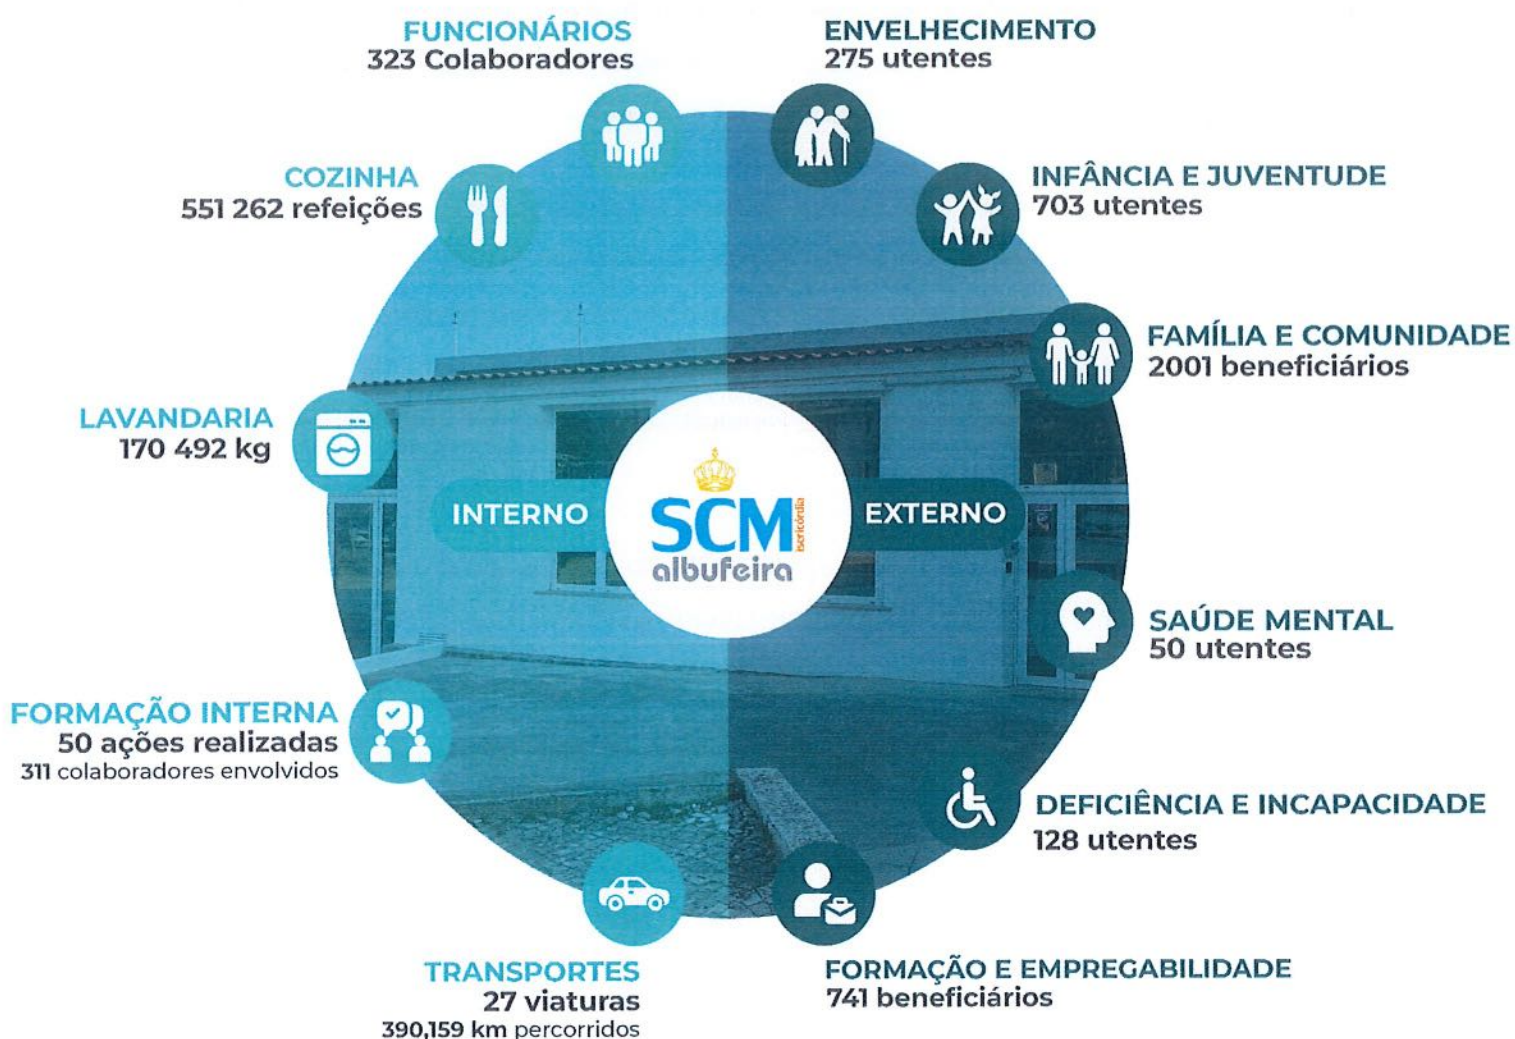 FUNCIONÁRIOS
323 Colaboradores
ENVELHECIMENTO
275 utentes
COZINHA
551 262 refeições
INFÂNCIA E JUVENTUDE
703 utentes
FAMÍLIA E COMUNIDADE
2001 beneficiários
LAVANDARIA
170 492 kg
INTERNO
SCM
isericórdia
albufeira
EXTERNO
SAÚDE MENTAL
50 utentes
FORMAÇÃO INTERNA
50 ações realizadas
311 colaboradores envolvidos
DEFICIÊNCIA E INCAPACIDADE
128 utentes
TRANSPORTES
27 viaturas
390,159 km percorridos
FORMAÇÃO E EMPREGABILIDADE
741 beneficiários